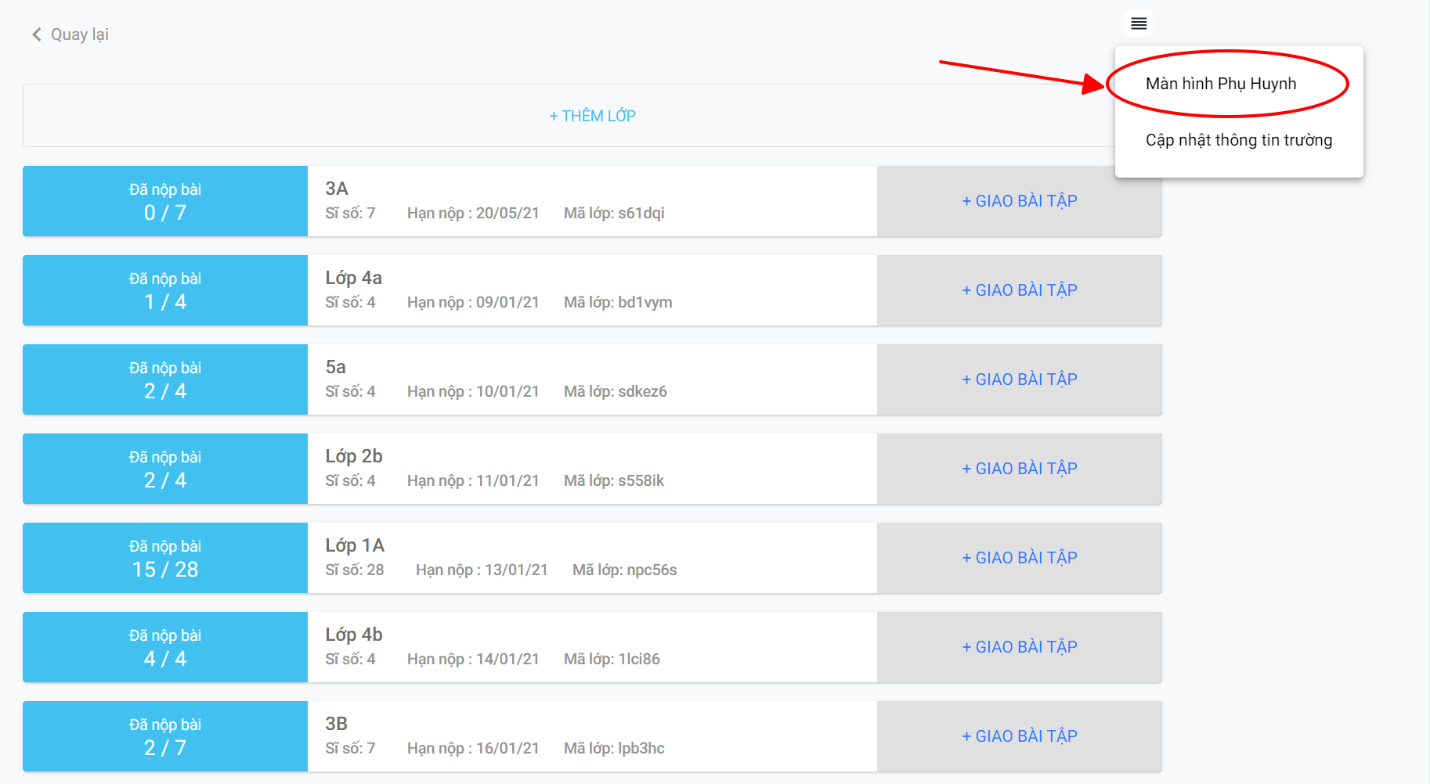 Quay lại
Màn hình Phụ Huynh
Cập nhật thông tin trường
+ THÊM LỚP
Đã nộp bài
0 / 7
3A
Sĩ số: 7 Hạn nộp : 20/05/21 Mã lớp: s61dqi
+ GIAO BÀI TẬP
Đã nộp bài
1 / 4
Lớp 4a
Sĩ số: 4 Hạn nộp : 09/01/21 Mã lớp: bd1vym
+ GIAO BÀI TẬP
Đã nộp bài
2 / 4
5a
Sĩ số: 4 Hạn nộp : 10/01/21 Mã lớp: sdkez6
+ GIAO BÀI TẬP
Đã nộp bài
2 / 4
Lớp 2b
Sĩ số: 4 Hạn nộp : 11/01/21 Mã lớp: s558ik
+ GIAO BÀI TẬP
Đã nộp bài
15 / 28
Lớp 1A
Sĩ số: 28 Hạn nộp : 13/01/21 Mã lớp: npc56s
+ GIAO BÀI TẬP
Đã nộp bài
4 / 4
Lớp 4b
Sĩ số: 4 Hạn nộp : 14/01/21 Mã lớp: 1lci86
+ GIAO BÀI TẬP
Đã nộp bài
2 / 7
3B
Sĩ số: 7 Hạn nộp : 16/01/21 Mã lớp: lpb3hc
+ GIAO BÀI TẬP